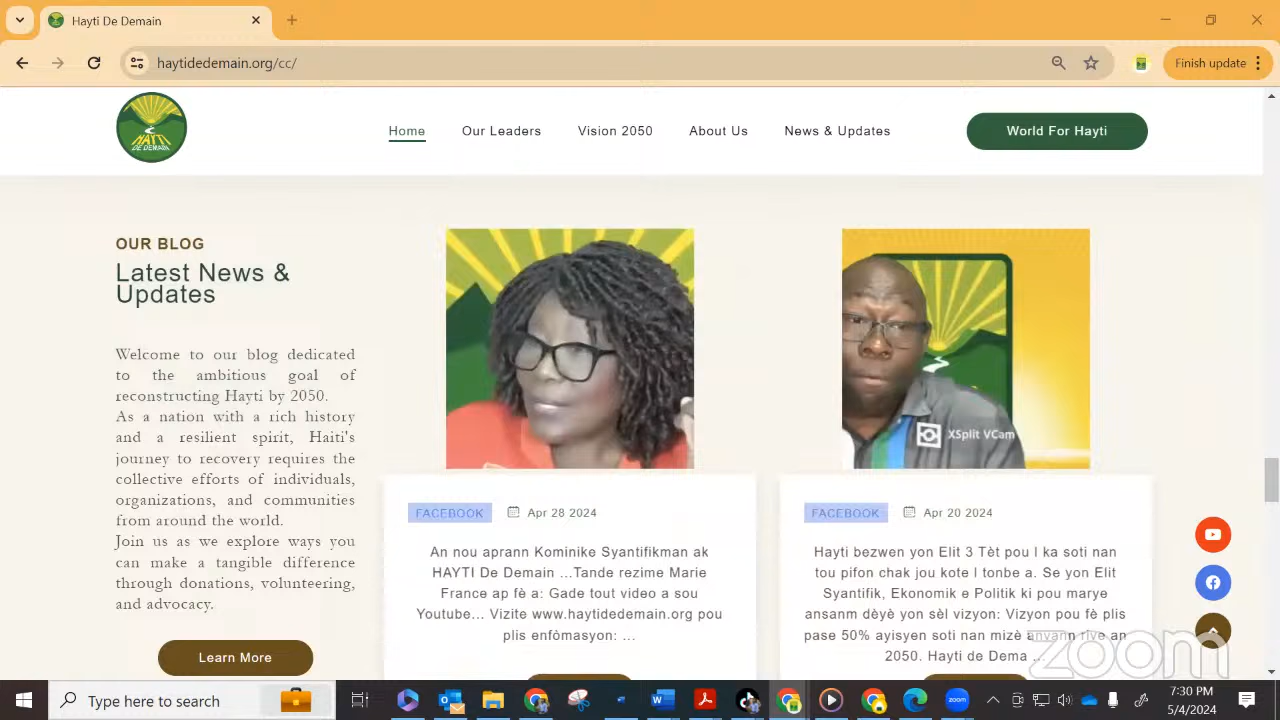 Hayti De Demain
haytidedemain.org/cc/
Finish update
HAYTI
DE DEMAIN
Home
Our Leaders
Vision 2050
About Us
News & Updates
World For Hayti
OUR BLOG
Latest News &
Updates
Welcome to our blog dedicated
to the ambitious goal of
reconstructing Hayti by 2050.
As a nation with a rich history
and a resilient spirit, Haiti's
journey to recovery requires the
collective efforts of individuals,
organizations, and communities
from around the world.
Join us as we explore ways you
can make a tangible difference
through donations, volunteering,
and advocacy.
Learn More
FACEBOOK
Apr 28 2024
An nou aprann Kominike Syantifikman ak
HAYTI De Demain ...Tande rezime Marie
France ap fè a: Gade tout video a sou
Youtube... Vizite www.haytidedemain.org pou
plis enfòmasyon: ...
XSplit VCam
FACEBOOK
Apr 20 2024
Hayti bezwen yon Elit 3 Tèt pou l ka soti nan
tou pifon chak jou kote l tonbe a. Se yon Elit
Syantifik, Ekonomik e Politik ki pou marye
ansanm dèyè yon sèl vizyon: Vizyon pou fè plis
pase 50% ayisyen soti nan mizè anvann rive an
2050. Hayti de Dema ...
zoom
Type here to search
zoom
7:30 PM
5/4/2024